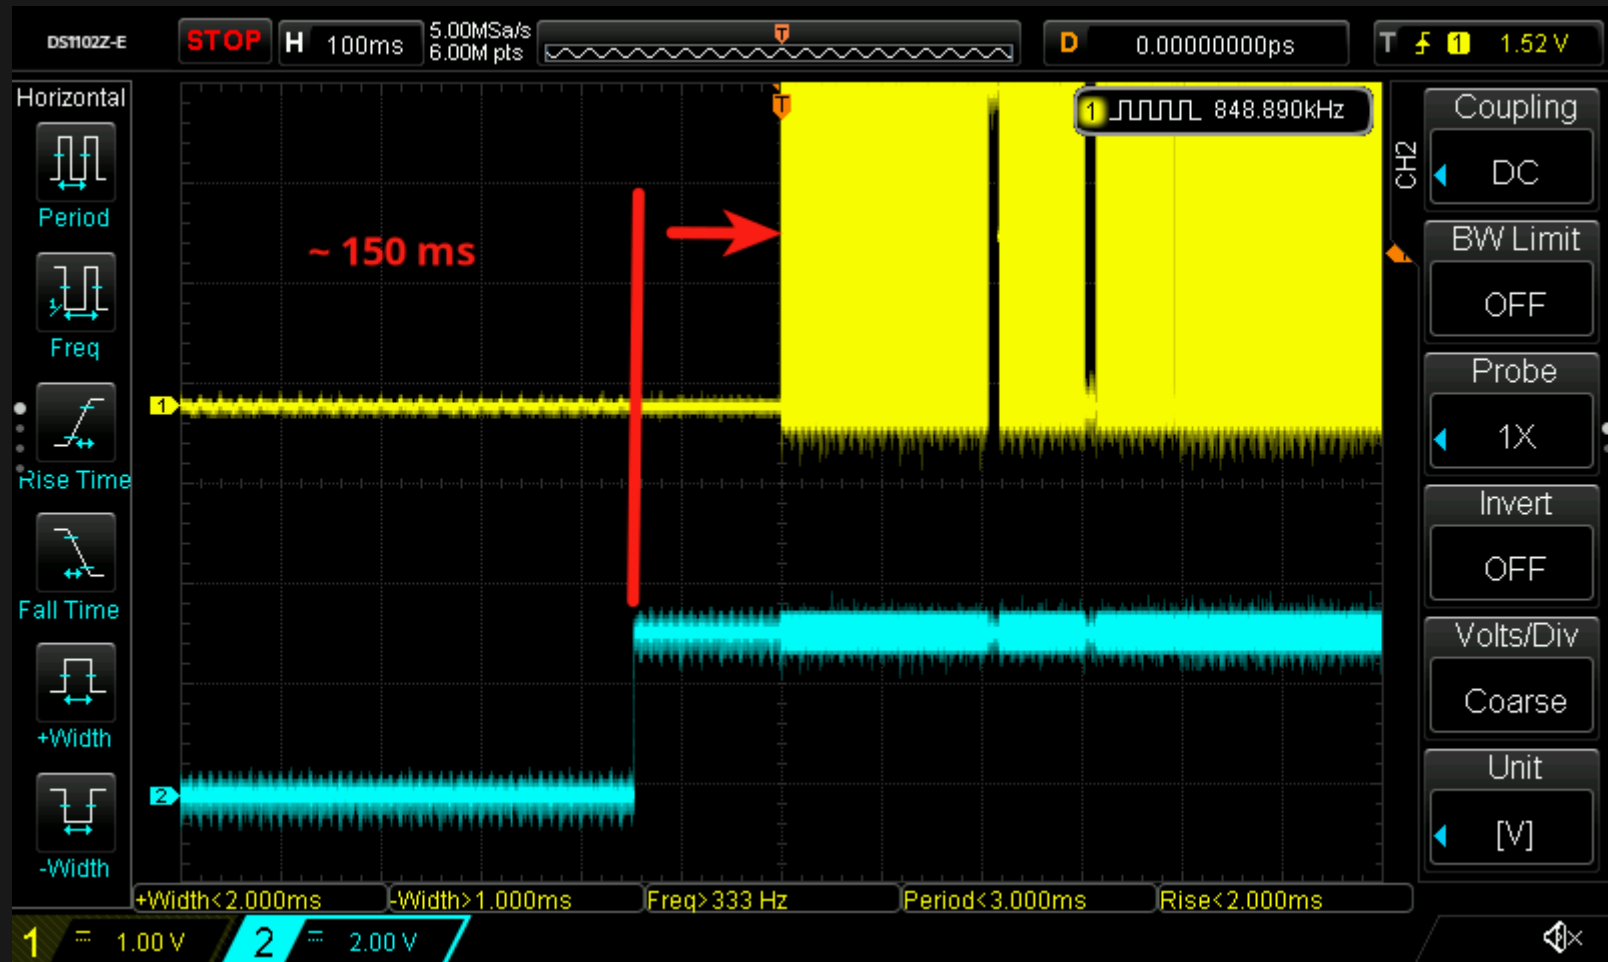 DS1102Z-E
STOP
H 100ms
5.00MSa/s
6.00M pts
T
D 0.00000000ps
T 1 1.52 V
Horizontal
Period
Freq
Rise Time
Fall Time
+Width
-Width
T
1 848.890kHz
~ 150 ms
1
2
CH2
Coupling
DC
BW Limit
OFF
Probe
1X
Invert
OFF
Volts/Div
Coarse
Unit
[V]
+Width<2.000ms
-Width>1.000ms
Freq>333 Hz
Period<3.000ms
Rise<2.000ms
1 1.00 V
2 2.00 V